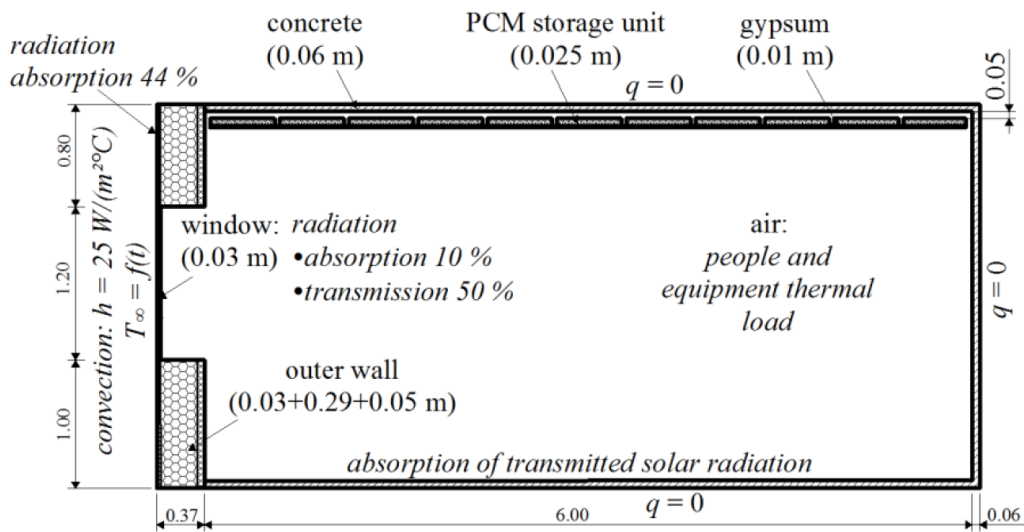 radiation
absorption 44 %
concrete
(0.06 m)
PCM storage unit
(0.025 m)
gypsum
(0.01 m)
q = 0
0.05
0.80
1.20
1.00
convection: h = 25 W/(m²°C)
T∞ = f(t)
window:
(0.03 m)
radiation
•absorption 10 %
•transmission 50 %
air:
people and
equipment thermal
load
q = 0
outer wall
(0.03+0.29+0.05 m)
absorption of transmitted solar radiation
q = 0
0.37
6.00
0.06